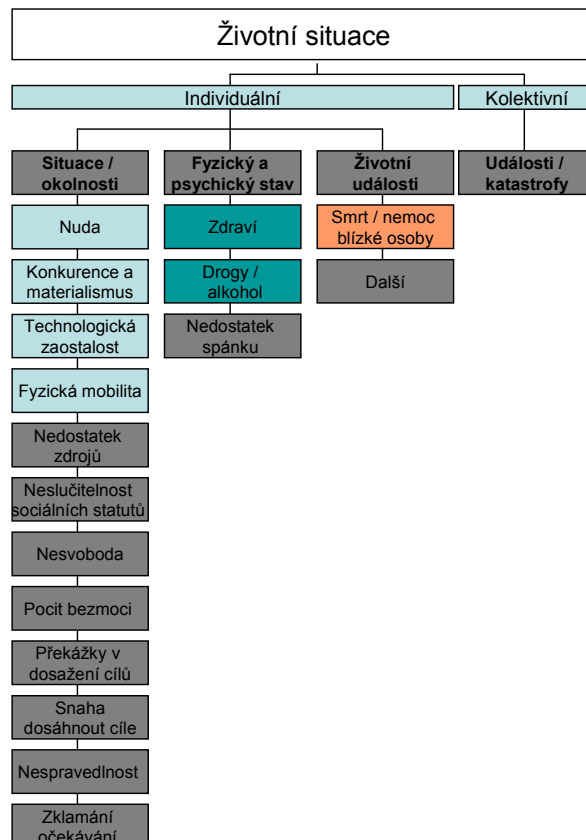 Životní situace
Individuální
Kolektivní
Situace /
okolnosti
Fyzický a
psychický stav
Životní
události
Události /
katastrofy
Nuda
Zdraví
Smrt / nemoc
blízké osoby
Konkurence a
materialismus
Drogy /
alkohol
Další
Technologická
zaostalost
Nedostatek
spánku
Fyzická mobilita
Nedostatek
zdrojů
Neslučitelnost
sociálních statutů
Nesvoboda
Pocit bezmoci
Překážky v
dosažení cílů
Snaha
dosáhnout cíle
Nespravedlnost
Zklamání
očekávání